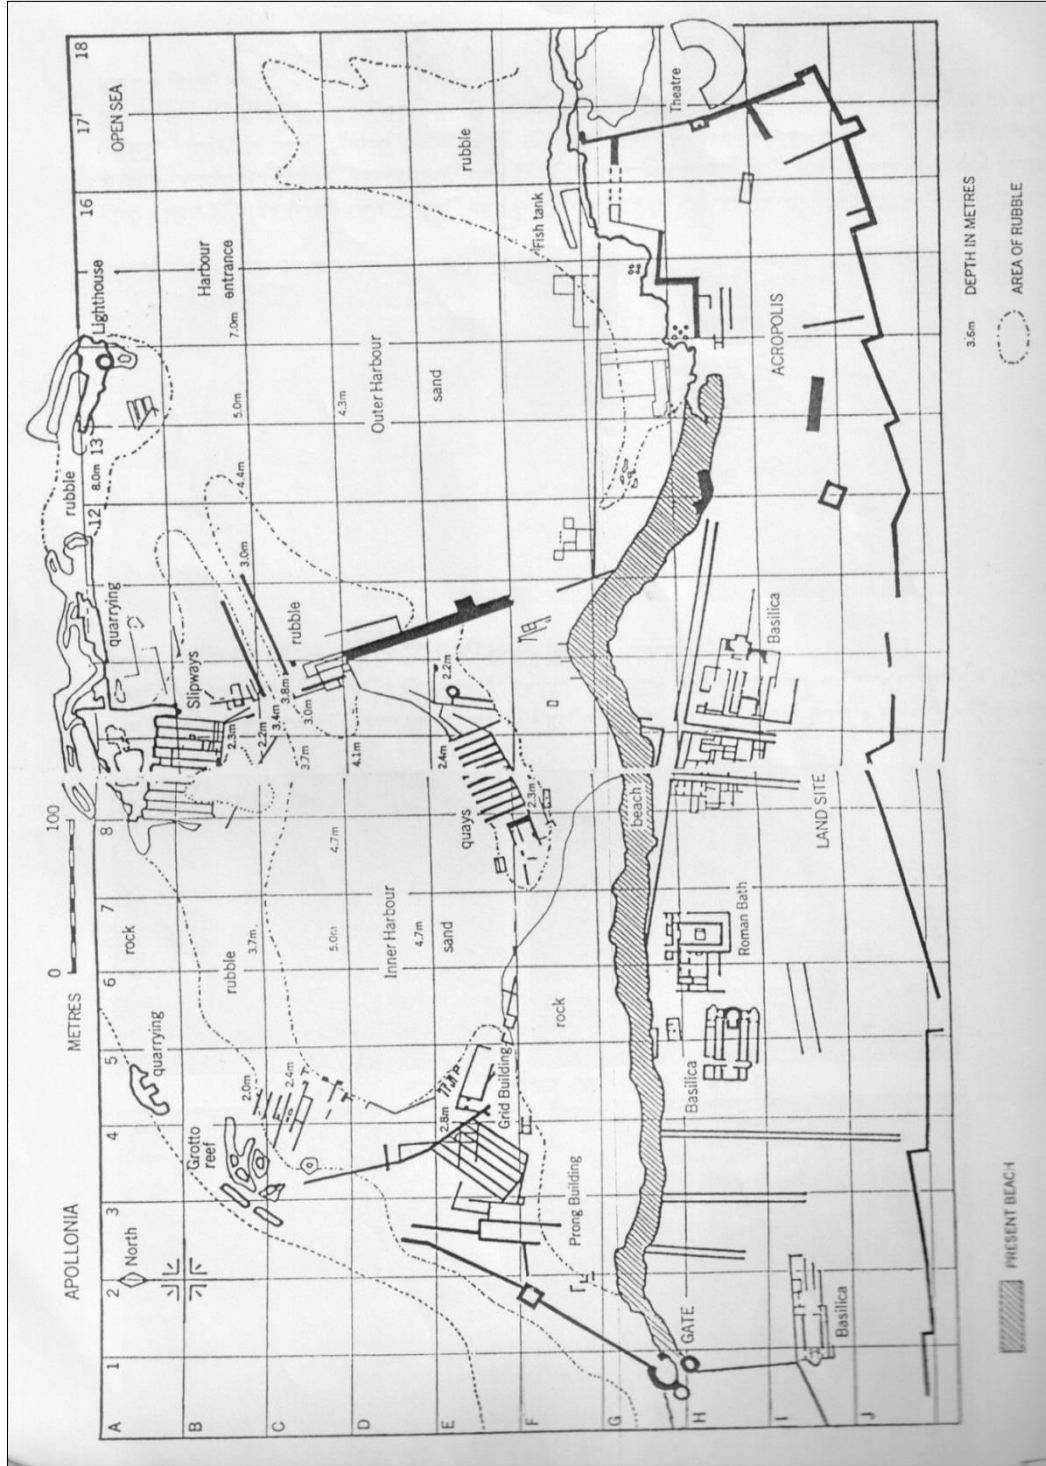 APOLLONIA
METRES
0
100
North
1
2
3
4
5
6
7
8
12
13
16
17
18
A
B
C
D
E
F
G
H
I
J
quarrying
rock
quarrying
rubble
8.0m
Lighthouse
OPEN SEA
Grotto
reef
rubble
Slipways
Harbour
entrance
7.0m
2.0m
2.4m
3.7m
5.0m
4.7m
2.3m
2.2m
3.4m
3.8m
3.0m
3.7m
4.1m
3.0m
4.4m
rubble
5.0m
4.3m
rubble
Inner Harbour
4.7m
sand
Outer Harbour
sand
2.8m
Grid Building
quays
2.4m
2.2m
2.3m
Fish tank
Theatre
Prong Building
rock
beach
GATE
Basilica
Basilica
Roman Bath
LAND SITE
Basilica
ACROPOLIS
PRESENT BEACH
3.6m DEPTH IN METRES
AREA OF RUBBLE